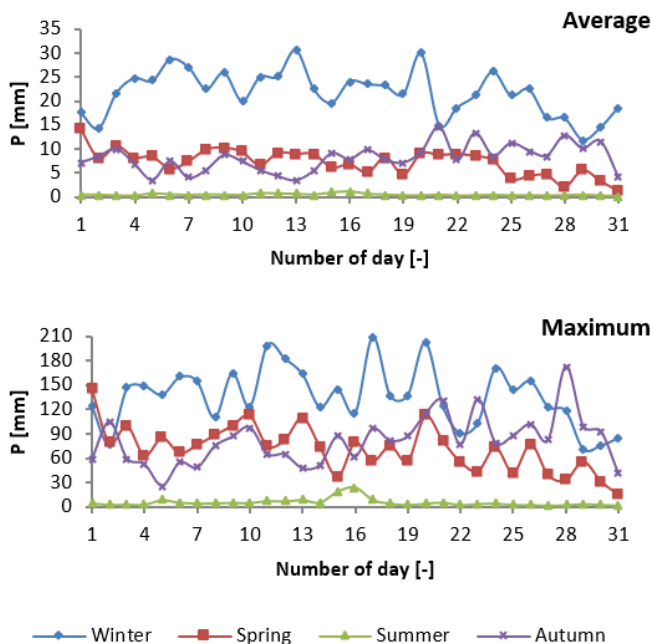 Average
P [mm]
35
30
25
20
15
10
5
0
1 4 7 10 13 16 19 22 25 28 31
Number of day [-]
Maximum
P [mm]
210
180
150
120
90
60
30
0
1 4 7 10 13 16 19 22 25 28 31
Number of day [-]
Winter Spring Summer Autumn